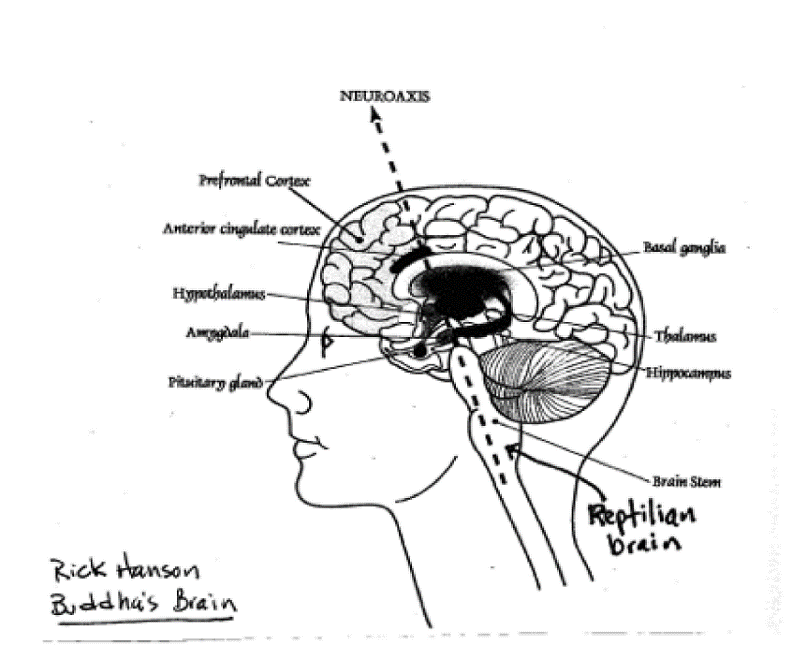 NEUROAXIS
Prefrontal Cortex
Anterior cingulate cortex
Basal ganglia
Hypothalamus
Amygdala
Thalamus
Pituitary gland
Hippocampus
Brain Stem
Reptilian
brain
Rick Hanson
Buddha's Brain